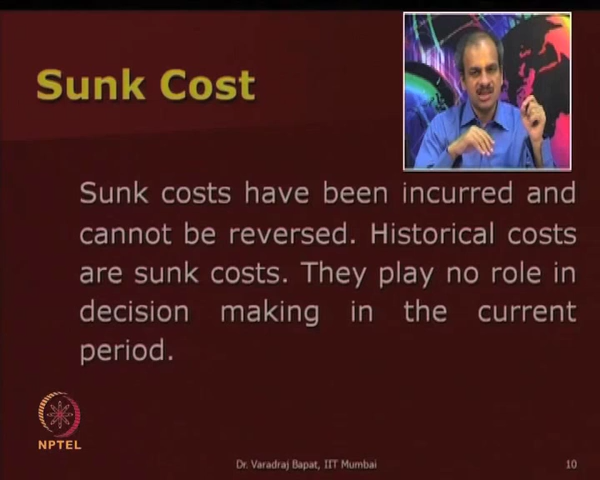 Sunk Cost
Sunk costs have been incurred and
cannot be reversed. Historical costs
are sunk costs. They play no role in
decision making in the current
period.
NPTEL
Dr. Varadraj Bapat, IIT Mumbai
10